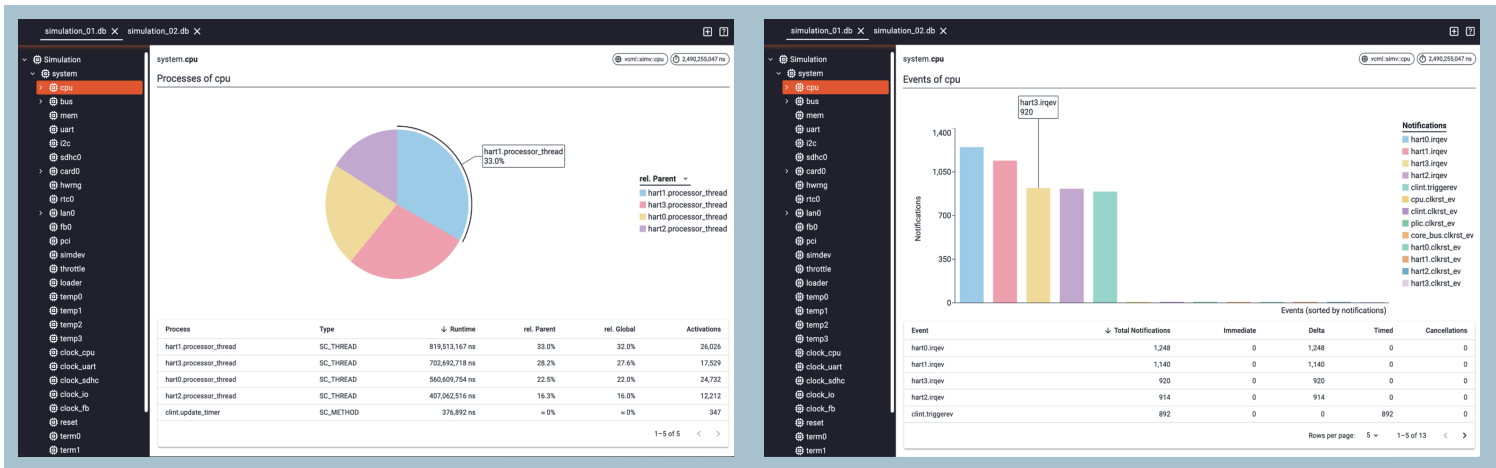 simulation_01.db X simulation_02.db X
Simulation
system
cpu
bus
mem
uart
i2c
sdhc0
card0
hwrng
rtc0
lan0
fb0
pci
simdev
throttle
loader
temp0
temp1
temp2
temp3
clock_cpu
clock_uart
clock_sdhc
clock_io
clock_fb
reset
term0
term1
system.cpu
vcml::simv::cpu 2,490,255,047 ns
Processes of cpu
hart1.processor_thread
33.0%
rel. Parent
hart1.processor_thread
hart3.processor_thread
hart0.processor_thread
hart2.processor_thread
Process Type ↓ Runtime rel. Parent rel. Global Activations
hart1.processor_thread SC_THREAD 819,513,167 ns 33.0% 32.0% 26,026
hart3.processor_thread SC_THREAD 702,692,718 ns 28.2% 27.6% 17,529
hart0.processor_thread SC_THREAD 560,609,754 ns 22.5% 22.0% 24,732
hart2.processor_thread SC_THREAD 407,062,516 ns 16.3% 16.0% 12,212
clint.update_timer SC_METHOD 376,892 ns ≈ 0% ≈ 0% 347
1–5 of 5 < >
simulation_01.db X simulation_02.db X
Simulation
system
cpu
bus
mem
uart
i2c
sdhc0
card0
hwrng
rtc0
lan0
fb0
pci
simdev
throttle
loader
temp0
temp1
temp2
temp3
clock_cpu
clock_uart
clock_sdhc
clock_io
clock_fb
reset
term0
term1
system.cpu
vcml::simv::cpu 2,490,255,047 ns
Events of cpu
hart3.irqev
920
1,400
1,050
700
350
0
Notifications
Events (sorted by notifications)
Notifications
hart0.irqev
hart1.irqev
hart3.irqev
hart2.irqev
clint.triggerev
cpu.clkrst_ev
clint.clkrst_ev
plic.clkrst_ev
core_bus.clkrst_ev
hart0.clkrst_ev
hart1.clkrst_ev
hart2.clkrst_ev
hart3.clkrst_ev
Event ↓ Total Notifications Immediate Delta Timed Cancellations
hart0.irqev 1,248 0 1,248 0 0
hart1.irqev 1,140 0 1,140 0 0
hart3.irqev 920 0 920 0 0
hart2.irqev 914 0 914 0 0
clint.triggerev 892 0 0 892 0
Rows per page: 5 1–5 of 13 < >